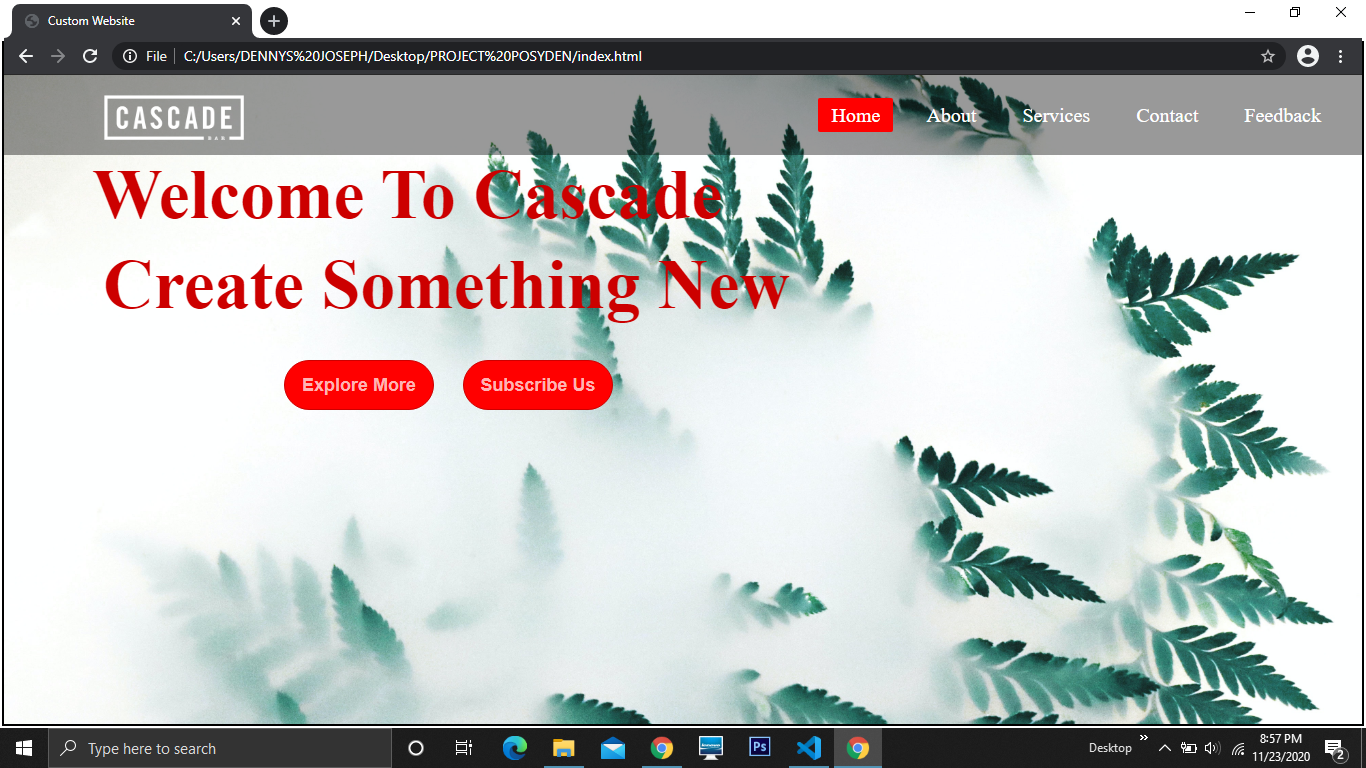 Custom Website
File C:/Users/DENNYS%20JOSEPH/Desktop/PROJECT%20POSYDEN/index.html
CASCADE
BAR
Home About Services Contact Feedback
Welcome To Cascade
Create Something New
Explore More Subscribe Us
Type here to search
Ps
Desktop
8:57 PM
11/23/2020
2